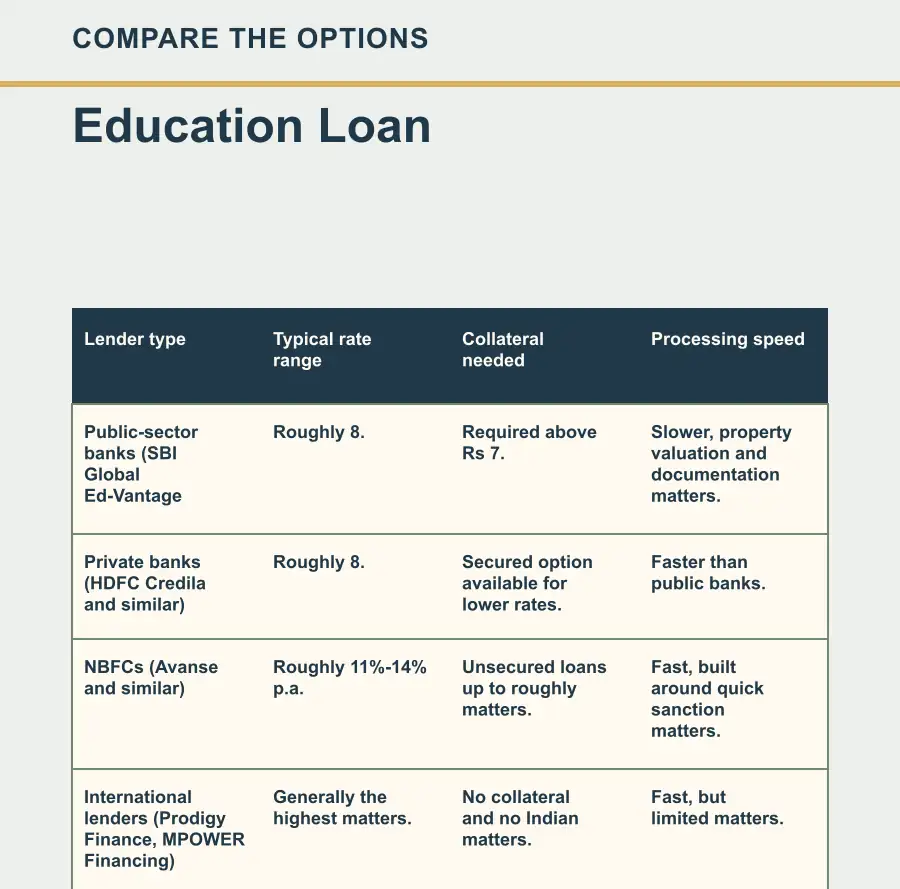 COMPARE THE OPTIONS
Education Loan
Lender type
Typical rate
range
Collateral
needed
Processing speed
Public-sector
banks (SBI
Global
Ed-Vantage
Roughly 8.
Required above
Rs 7.
Slower, property
valuation and
documentation
matters.
Private banks
(HDFC Credila
and similar)
Roughly 8.
Secured option
available for
lower rates.
Faster than
public banks.
NBFCs (Avanse
and similar)
Roughly 11%-14%
p.a.
Unsecured loans
up to roughly
matters.
Fast, built
around quick
sanction
matters.
International
lenders (Prodigy
Finance, MPOWER
Financing)
Generally the
highest matters.
No collateral
and no Indian
matters.
Fast, but
limited matters.